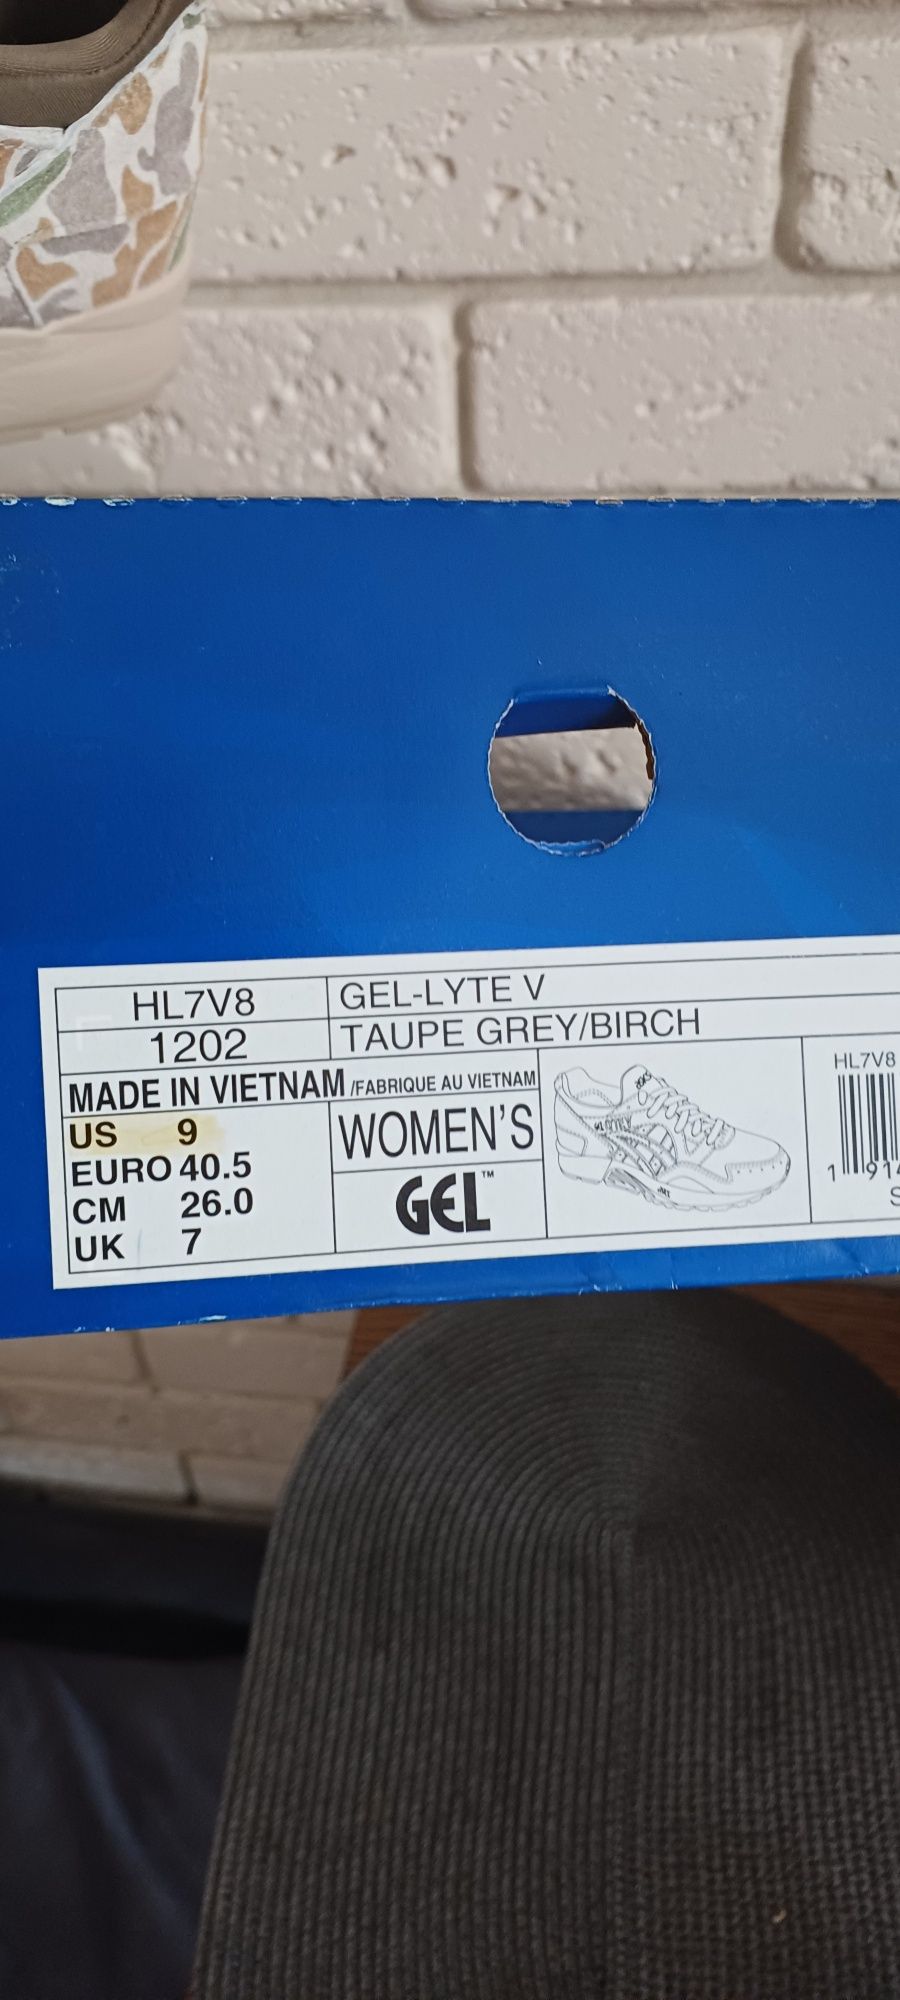 HL7V8 GEL-LYTE V
1202 TAUPE GREY/BIRCH
MADE IN VIETNAM /FABRIQUE AU VIETNAM
US 9
EURO 40.5
CM 26.0
UK 7
WOMEN'S
GEL™
HL7V8